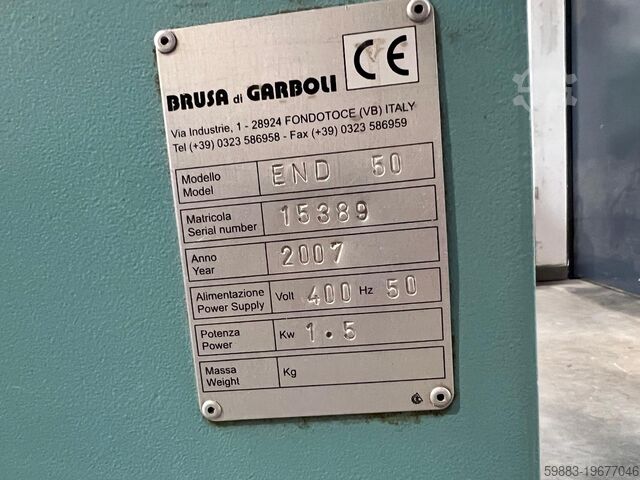 BRUSA di GARBOLI CE
Via Industrie, 1 - 28924 FONDOTOCE (VB) ITALY
Tel (+39) 0323 586958 - Fax (+39) 0323 586959
Modello
Model
END 50
Matricola
Serial number
15389
Anno
Year
2007
Alimentazione
Power Supply
Volt 400 Hz 50
Potenza
Power
Kw 1.5
Massa
Weight
Kg
59883-19677046